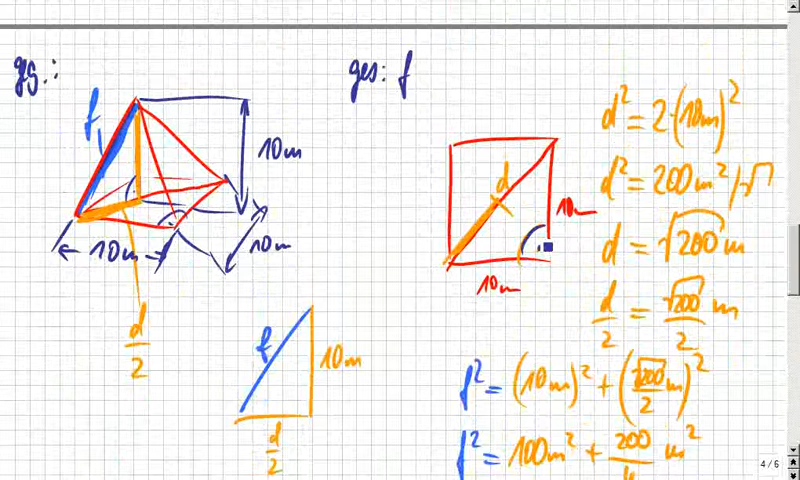 geg.:
ges: f
f
10m
10m
10m
d
2
f
10m
d
2
d
10m
10m
d² = 2·(10m)²
d² = 200m² /√
d = √200 m
d/2 = √200/2 m
f² = (10m)² + (√200/2 m)²
f² = 100m² + 200/4 m²
4 / 6